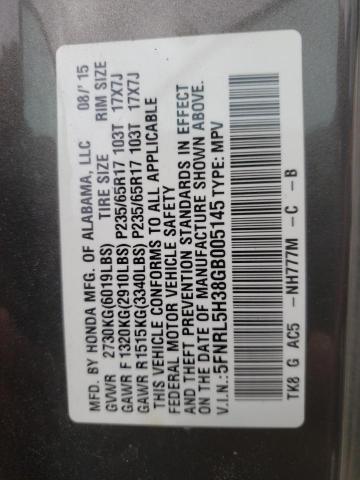 MFD. BY HONDA MFG. OF ALABAMA, LLC 08/' 15
TIRE SIZE RIM SIZE
GVWR 2730KG(6019LBS)
GAWR F 1320KG(2910LBS) P235/65R17 103T 17X7J
GAWR R1515KG(3340LBS) P235/65R17 103T 17X7J
THIS VEHICLE CONFORMS TO ALL APPLICABLE
FEDERAL MOTOR VEHICLE SAFETY
AND THEFT PREVENTION STANDARDS IN EFFECT
ON THE DATE OF MANUFACTURE SHOWN ABOVE.
V.I.N.: 5FNRL5H38GB005145 TYPE: MPV
TK8 G AC5 -NH777M - C - B